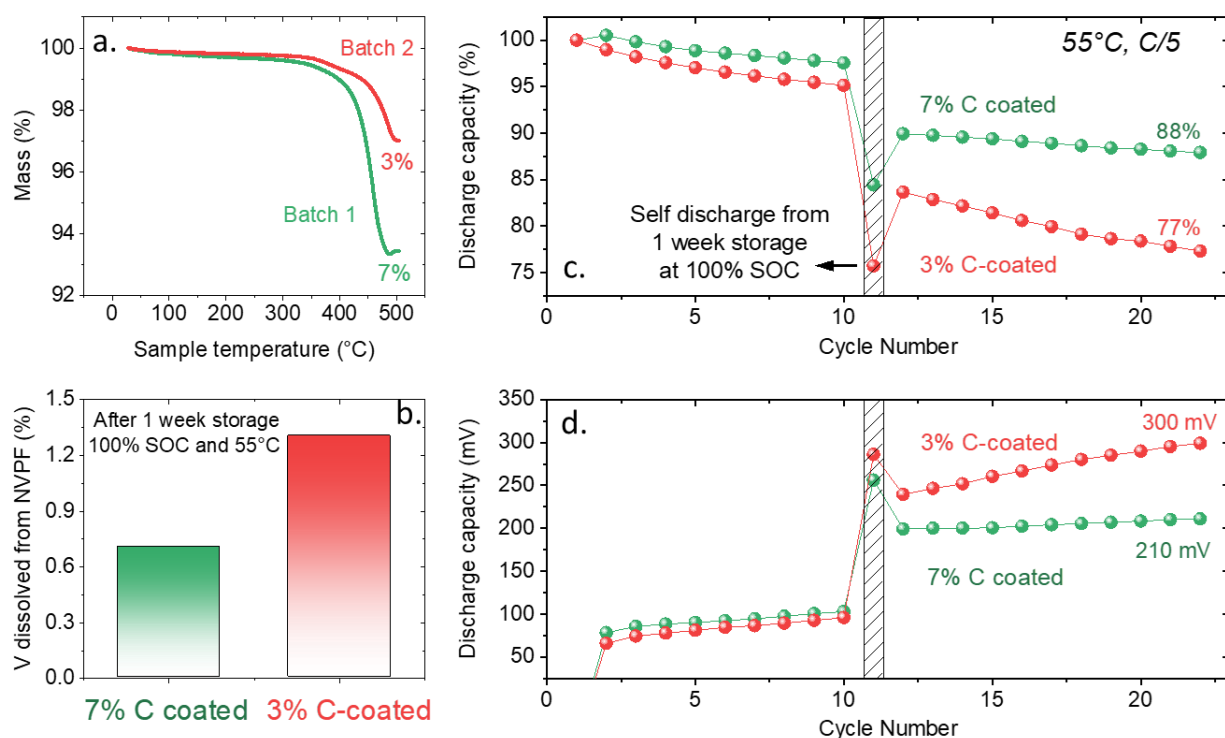 a.
Batch 2
3%
Batch 1
7%
100
98
96
94
92
Mass (%)
0
100
200
300
400
500
Sample temperature (°C)
c.
55°C, C/5
7% C coated
88%
Self discharge from
1 week storage
at 100% SOC
77%
3% C-coated
100
95
90
85
80
75
Discharge capacity (%)
0
5
10
15
20
Cycle Number
b.
After 1 week storage
100% SOC and 55°C
1.5
1.2
0.9
0.6
0.3
0.0
V dissolved from NVPF (%)
7% C coated
3% C-coated
d.
300 mV
3% C-coated
210 mV
7% C coated
350
300
250
200
150
100
50
Discharge capacity (mV)
0
5
10
15
20
Cycle Number